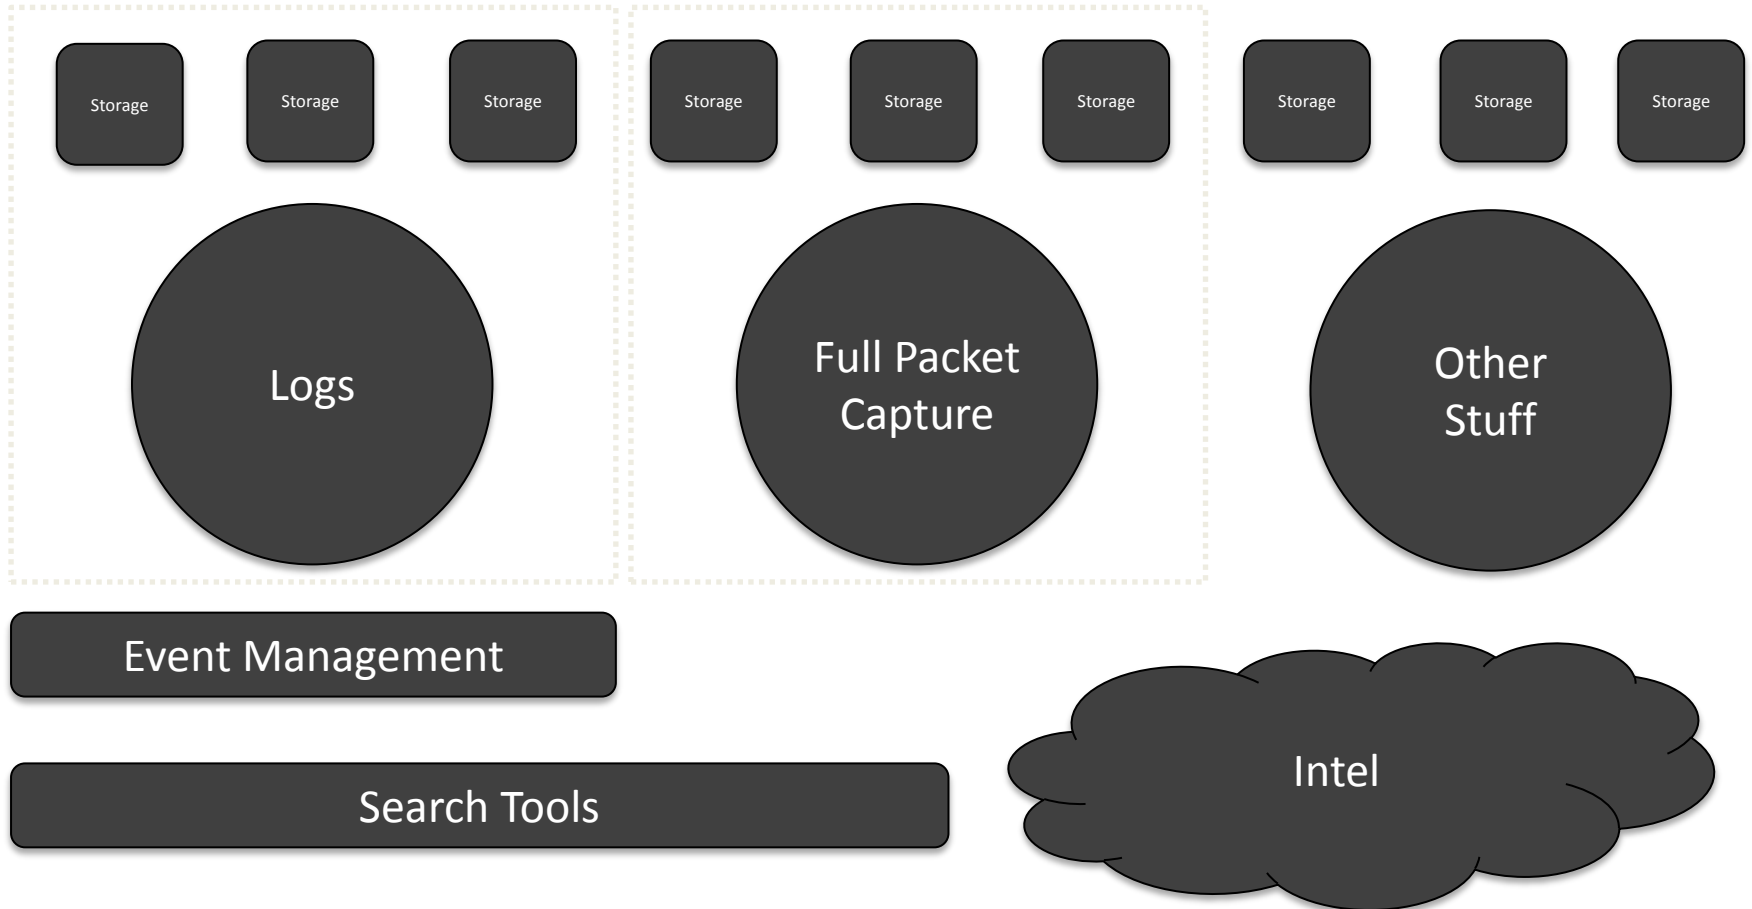 Storage
Storage
Storage
Storage
Storage
Storage
Storage
Storage
Storage
Logs
Full Packet
Capture
Other
Stuff
Event Management
Search Tools
Intel